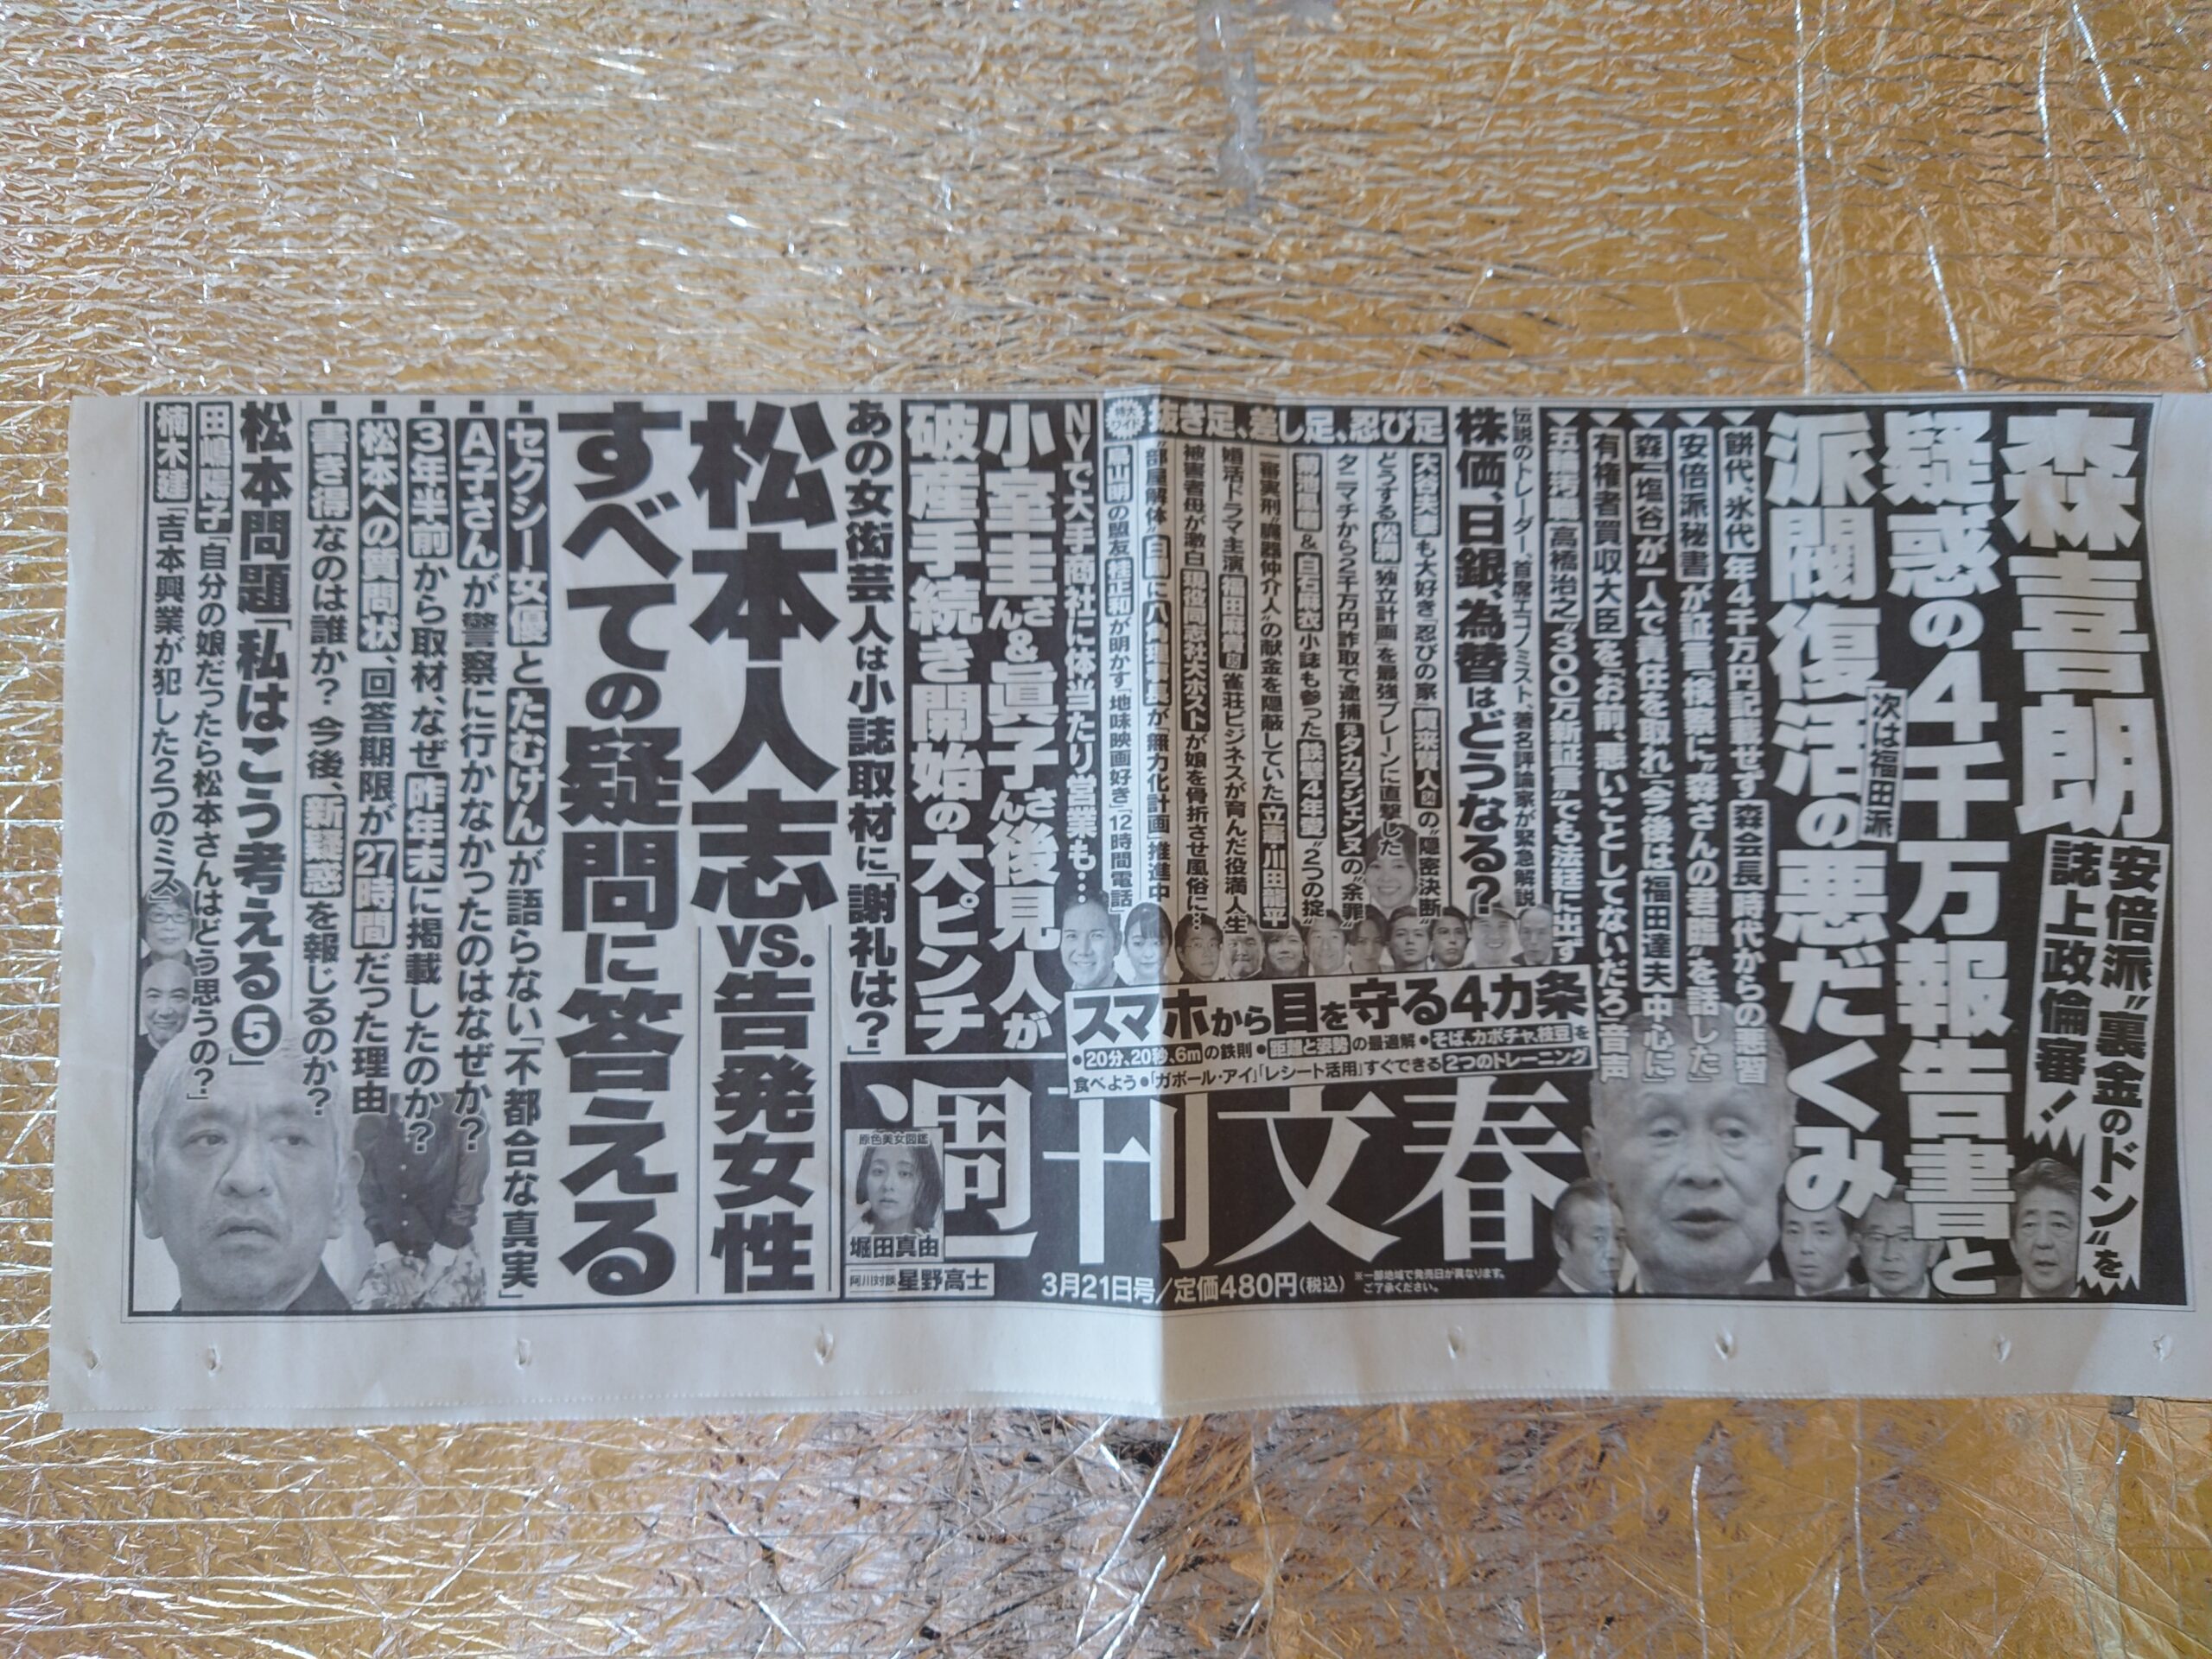 森喜朗
安倍派〝裏金のドン〟を
誌上政倫審!
疑惑の4千万報告書と
次は福田派
派閥復活の悪だくみ
▼餅代、氷代年4千万円記載せず 森会長時代からの悪習
▼安倍派秘書が証言「検察に〝森さんの君臨〟を話した」
▼森「塩谷が一人で責任を取れ」「今後は福田達夫中心に」
▼有権者買収大臣を「お前、悪いことしてないだろ」音声
▼五輪汚職 高橋治之〝300万新証言〟でも法廷に出ず
伝説のトレーダー、首席エコノミスト、著名評論家が緊急解説
株価、日銀、為替はどうなる?
特大ワイド
抜き足、差し足、忍び足
大谷夫妻も大好き「忍びの家」賀来賢人の〝隠密決断〟
どうする松潤 〝独立計画〟を最強ブレーンに直撃した
タニマチから2千万円詐取で逮捕 元タカラジェンヌの〝余罪〟
菊池風磨&白石麻衣 小誌も参った〝鉄壁4年愛〟〝2つの掟〟
一審実刑〝臓器仲介人〟の献金を隠蔽していた立憲・川田龍平
婚活ドラマ主演 福田麻貴 雀荘ビジネスが育んだ役満人生
被害者母が激白 現役同志社大ホストが娘を骨折させ風俗に…
〝部屋解体〟白鵬に八角理事長が〝無力化計画〟推進中
鳥山明の盟友桂正和が明かす「地味映画好き」「12時間電話」
NYで大手商社に体当たり営業も…
小室圭さん&眞子さん後見人が
破産手続き開始の大ピンチ
スマホから目を守る4カ条
●20分、20秒、6mの鉄則 ●距離と姿勢の最適解 ●そば、カボチャ、枝豆を
食べよう ●「ガボール・アイ」「レシート活用」すぐできる2つのトレーニング
週刊文春
3月21日号/定価480円(税込)
※一部地域で発売日が異なります。
ご了承ください。
原色美女図鑑
堀田真由
阿川対談 星野高士
あの女衒芸人は小誌取材に「謝礼は?」
松本人志vs.告発女性
すべての疑問に答える
■セクシー女優とたむけんが語らない「不都合な真実」
■A子さんが警察に行かなかったのはなぜか?
■3年半前から取材、なぜ昨年末に掲載したのか?
■松本への質問状、回答期限が27時間だった理由
■書き得なのは誰か? 今後、新疑惑を報じるのか?
松本問題「私はこう考える❺」
田嶋陽子「自分の娘だったら松本さんはどう思うの?」
楠木建「吉本興業が犯した2つのミス」